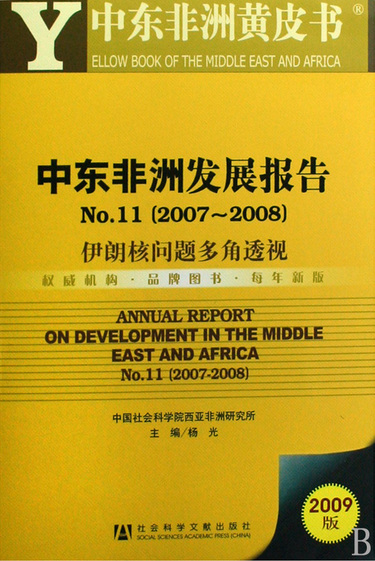 Y
中东非洲黄皮书®
ELLOW BOOK OF THE MIDDLE EAST AND AFRICA
中东非洲发展报告
No.11 (2007～2008)
伊朗核问题多角透视
权威机构·品牌图书·每年新版
ANNUAL REPORT
ON DEVELOPMENT IN THE MIDDLE
EAST AND AFRICA
No.11 (2007-2008)
中国社会科学院西亚非洲研究所
主 编/杨 光
2009
版
社会科学文献出版社
SOCIAL SCIENCES ACADEMIC PRESS (CHINA)
B